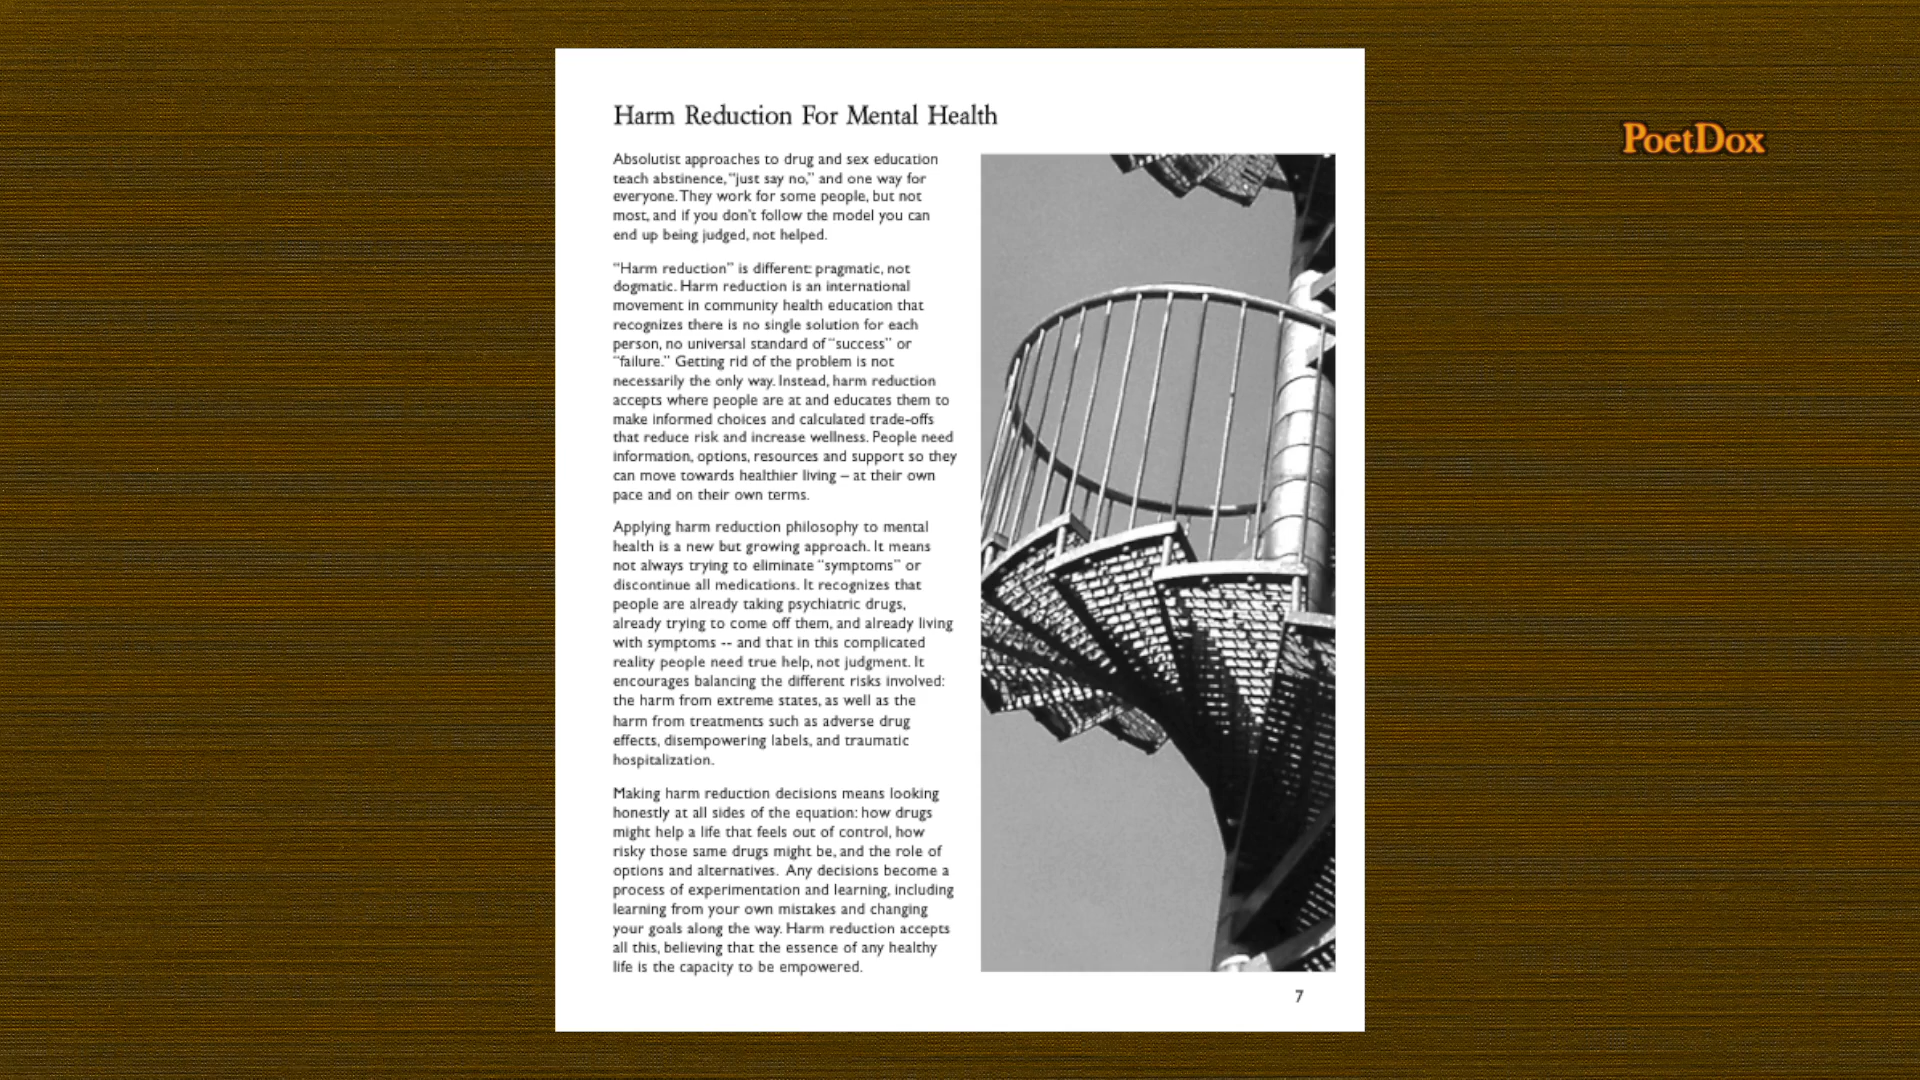 Harm Reduction For Mental Health
PoetDox
Absolutist approaches to drug and sex education
teach abstinence, “just say no,” and one way for
everyone. They work for some people, but not
most, and if you don't follow the model you can
end up being judged, not helped.
“Harm reduction” is different: pragmatic, not
dogmatic. Harm reduction is an international
movement in community health education that
recognizes there is no single solution for each
person, no universal standard of “success” or
“failure.” Getting rid of the problem is not
necessarily the only way. Instead, harm reduction
accepts where people are at and educates them to
make informed choices and calculated trade-offs
that reduce risk and increase wellness. People need
information, options, resources and support so they
can move towards healthier living – at their own
pace and on their own terms.
Applying harm reduction philosophy to mental
health is a new but growing approach. It means
not always trying to eliminate “symptoms” or
discontinue all medications. It recognizes that
people are already taking psychiatric drugs,
already trying to come off them, and already living
with symptoms -- and that in this complicated
reality people need true help, not judgment. It
encourages balancing the different risks involved:
the harm from extreme states, as well as the
harm from treatments such as adverse drug
effects, disempowering labels, and traumatic
hospitalization.
Making harm reduction decisions means looking
honestly at all sides of the equation: how drugs
might help a life that feels out of control, how
risky those same drugs might be, and the role of
options and alternatives. Any decisions become a
process of experimentation and learning, including
learning from your own mistakes and changing
your goals along the way. Harm reduction accepts
all this, believing that the essence of any healthy
life is the capacity to be empowered.
7